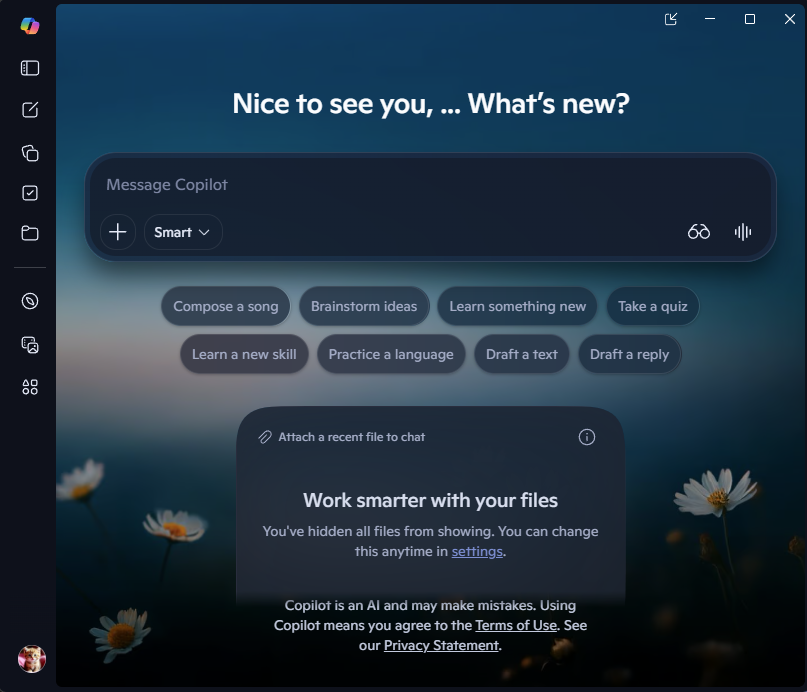 Nice to see you, ... What's new?
Message Copilot
Smart
Compose a song
Brainstorm ideas
Learn something new
Take a quiz
Learn a new skill
Practice a language
Draft a text
Draft a reply
Attach a recent file to chat
Work smarter with your files
You've hidden all files from showing. You can change
this anytime in settings.
Copilot is an AI and may make mistakes. Using
Copilot means you agree to the Terms of Use. See
our Privacy Statement.